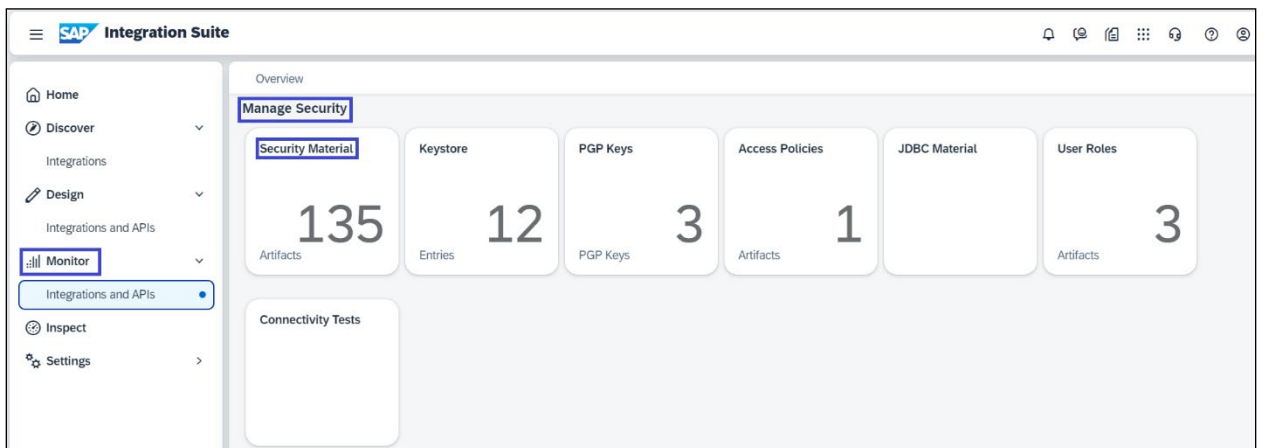 SAP Integration Suite
Home
Discover
Integrations
Design
Integrations and APIs
Monitor
Integrations and APIs
Inspect
Settings
Overview
Manage Security
Security Material
135
Artifacts
Keystore
12
Entries
PGP Keys
3
PGP Keys
Access Policies
1
Artifacts
JDBC Material
User Roles
3
Artifacts
Connectivity Tests